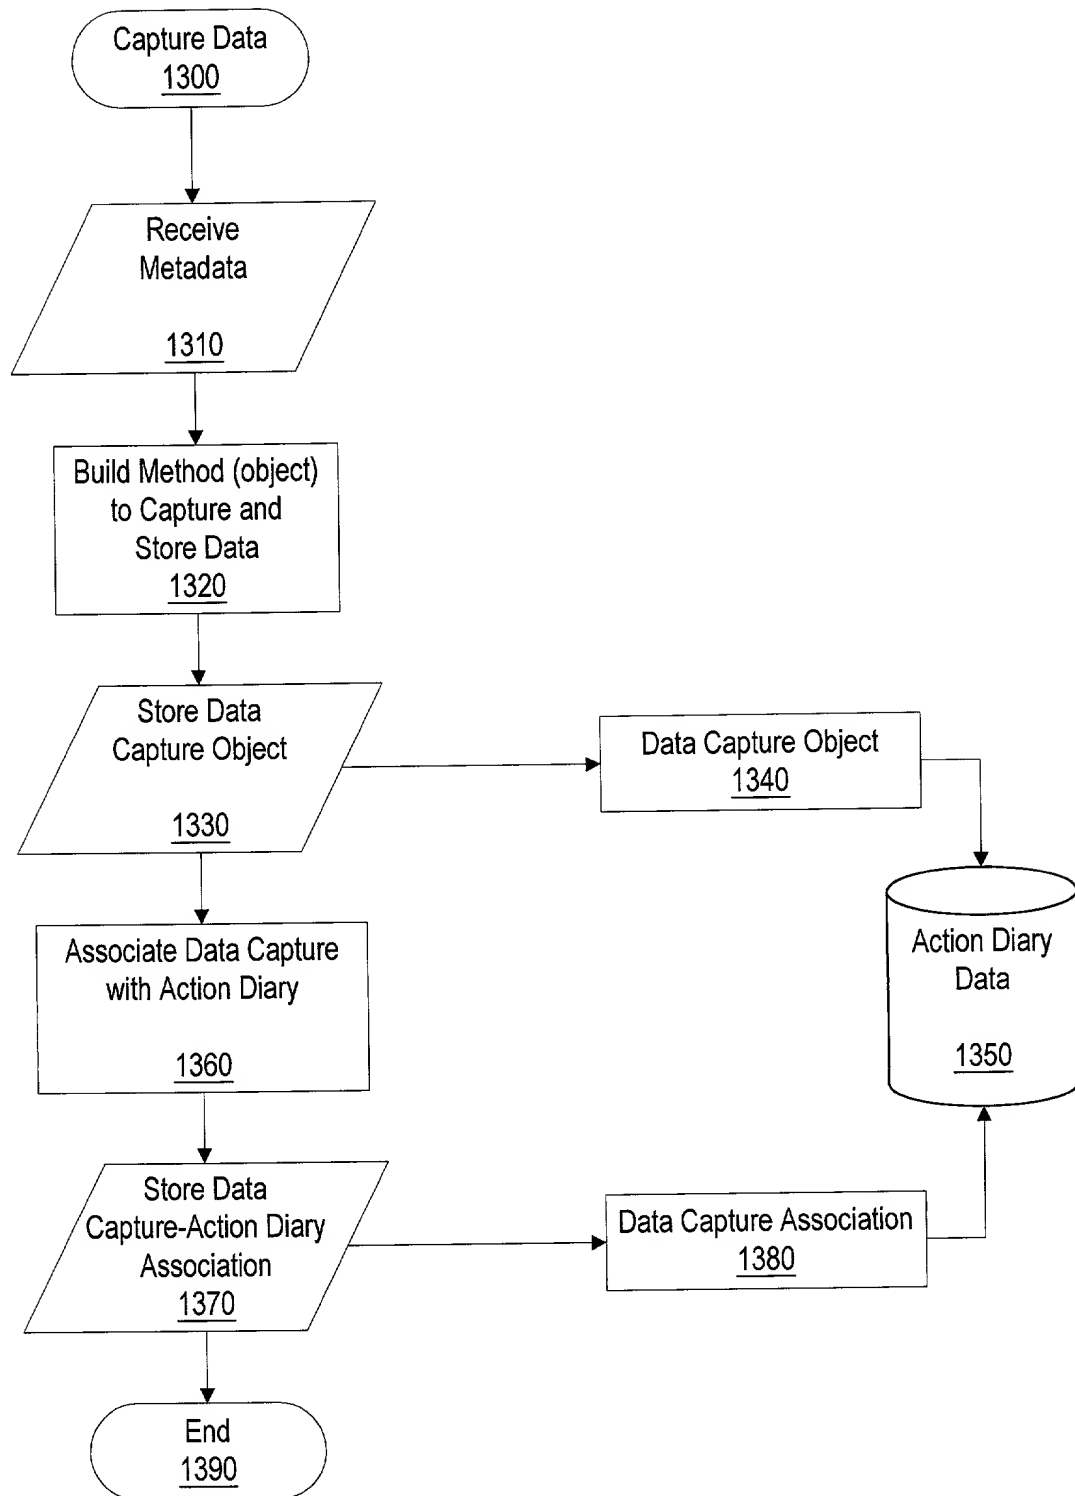 Capture Data
1300
Receive
Metadata
1310
Build Method (object)
to Capture and
Store Data
1320
Store Data
Capture Object
1330
Data Capture Object
1340
Action Diary
Data
1350
Associate Data Capture
with Action Diary
1360
Store Data
Capture-Action Diary
Association
1370
Data Capture Association
1380
End
1390